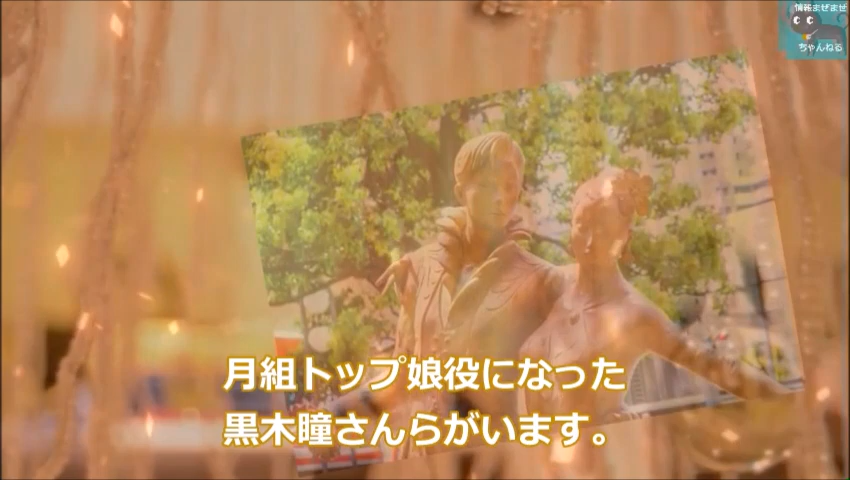 情報まぜませ
ちゃんねる
月組トップ娘役になった
黒木瞳さんらがいます。